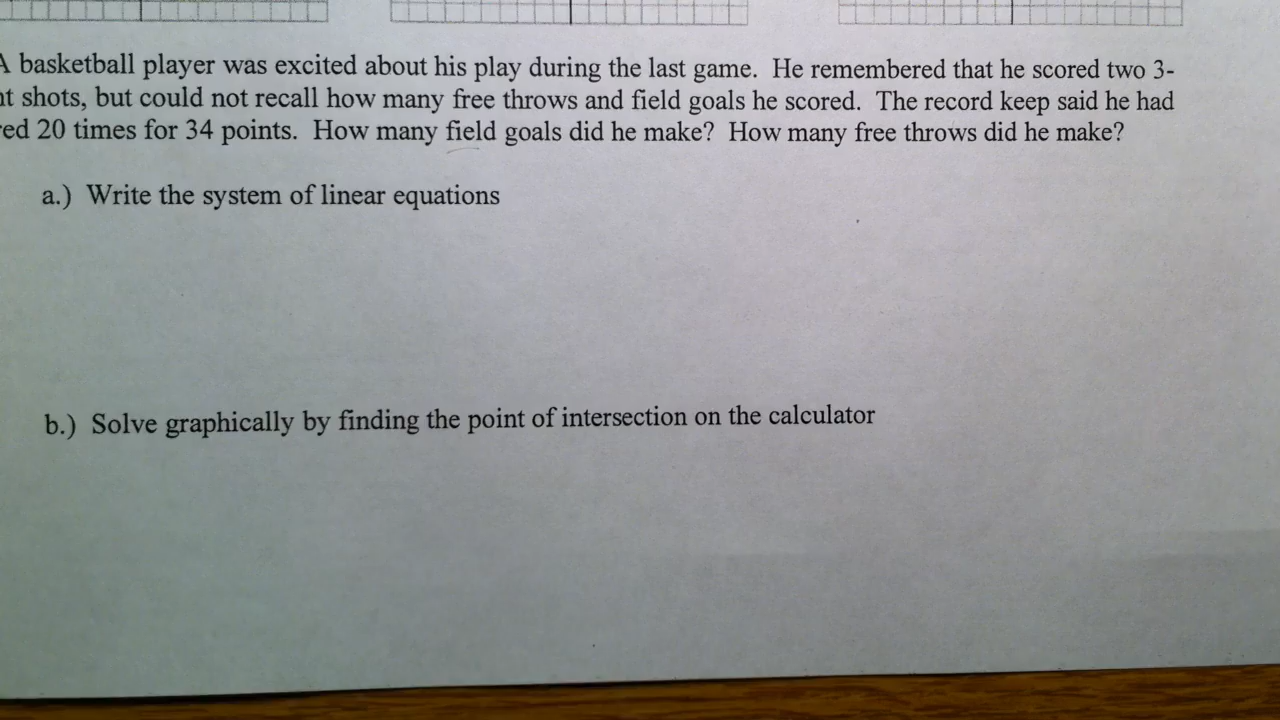 A basketball player was excited about his play during the last game. He remembered that he scored two 3-
nt shots, but could not recall how many free throws and field goals he scored. The record keep said he had
red 20 times for 34 points. How many field goals did he make? How many free throws did he make?
a.) Write the system of linear equations
b.) Solve graphically by finding the point of intersection on the calculator